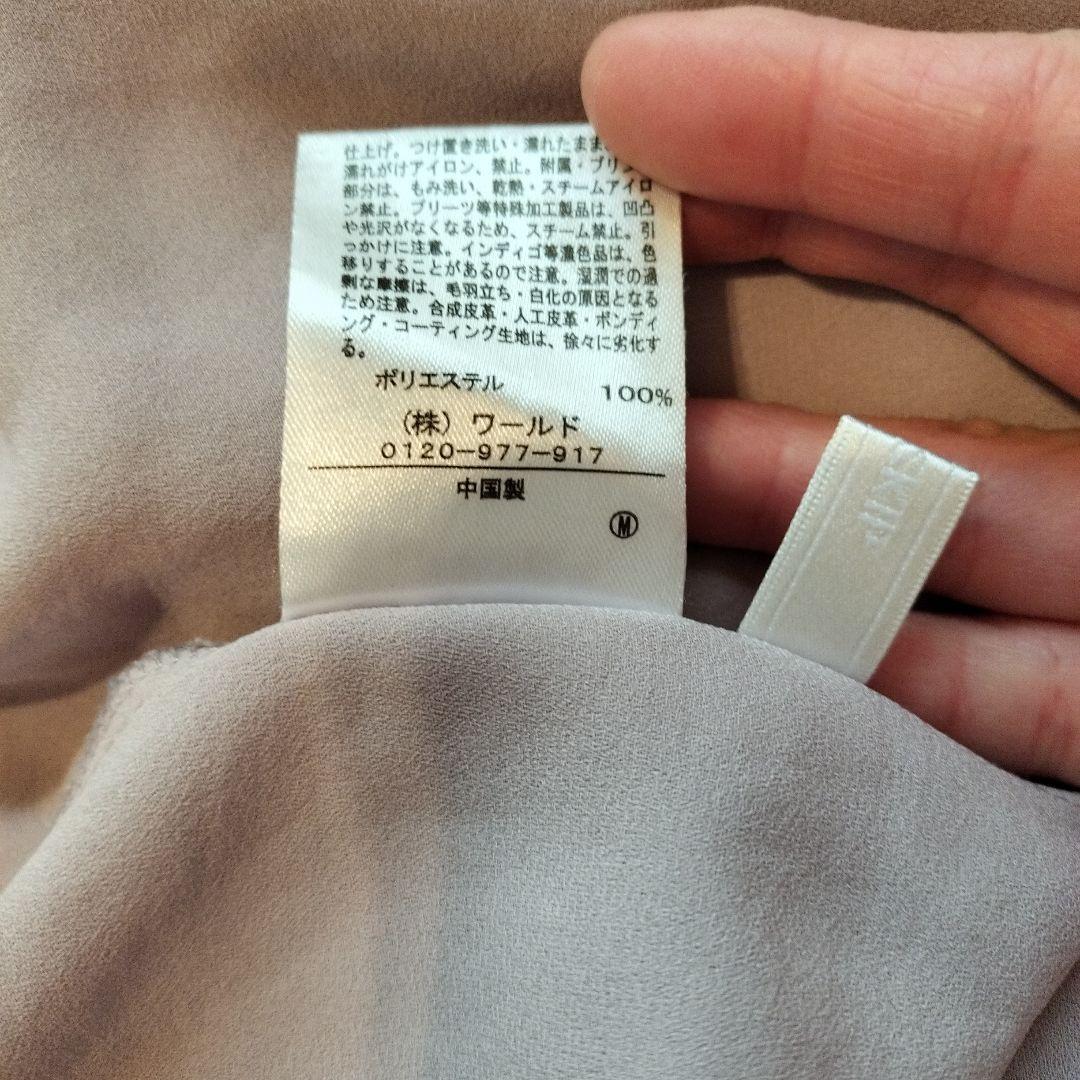 仕上げ。つけ置き洗い・濡れたまま
濡れがけアイロン、禁止。附属・プリン
部分は、もみ洗い、乾熱・スチームアイロ
ン禁止。プリーツ等特殊加工製品は、凹凸
や光沢がなくなるため、スチーム禁止。引
っかけに注意。インディゴ等濃色品は、色
移りすることがあるので注意。湿潤での過
剰な摩擦は、毛羽立ち・白化の原因となる
ため注意。合成皮革・人工皮革・ボンディ
ング・コーティング生地は、徐々に劣化す
る。
ポリエステル 100%
(株) ワールド
0120-977-917
中国製
Ⓜ
SKIP